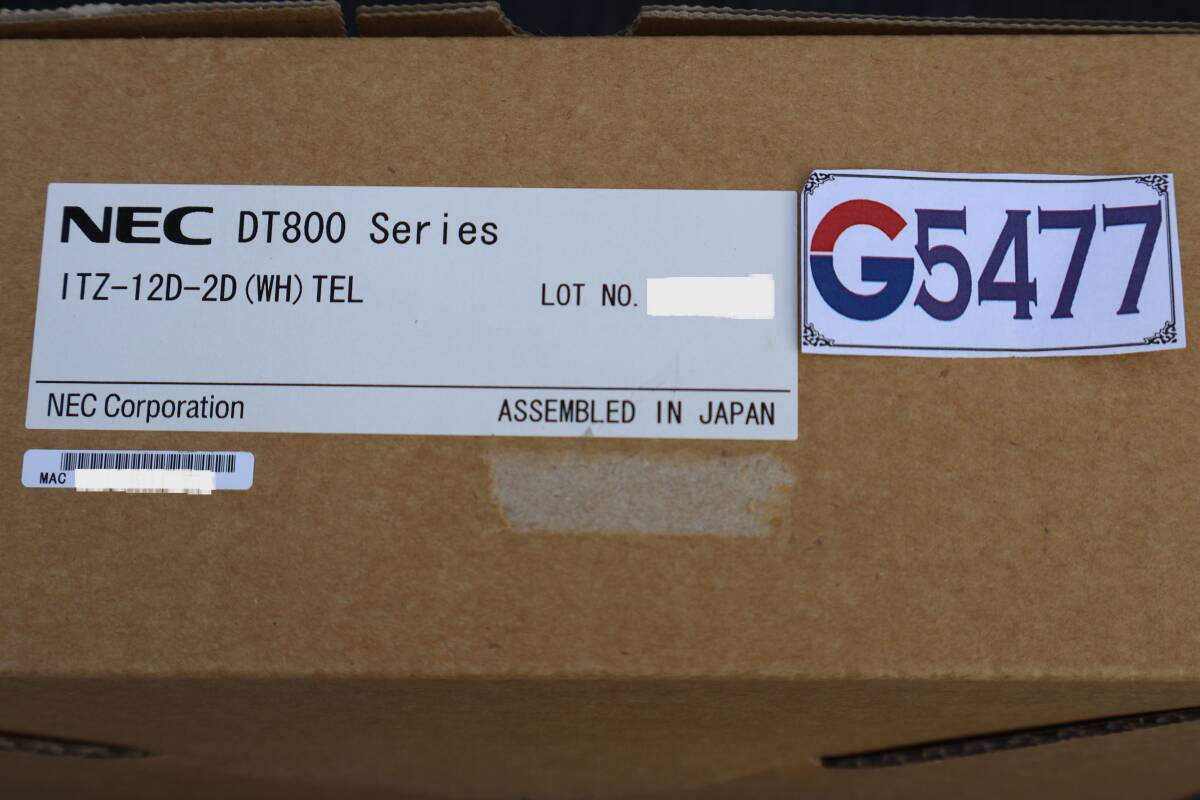 NEC DT800 Series
ITZ-12D-2D(WH)TEL
LOT NO.
NEC Corporation
ASSEMBLED IN JAPAN
MAC
G5477